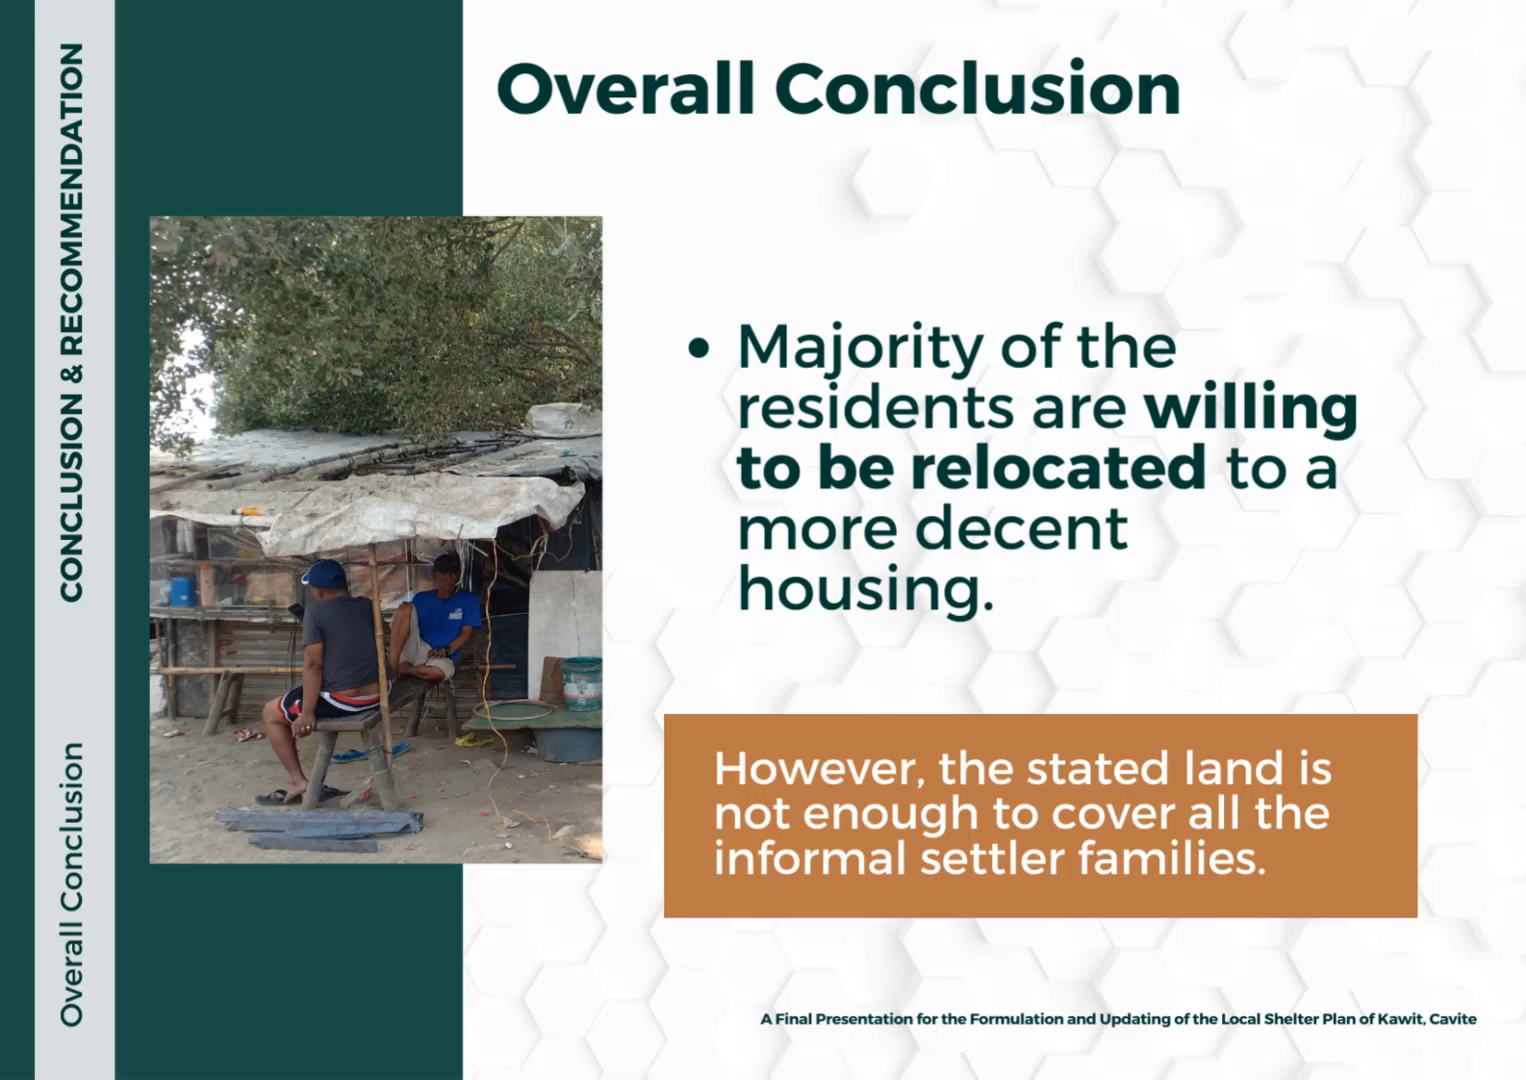 CONCLUSION & RECOMMENDATION
Overall Conclusion
Overall Conclusion
• Majority of the
residents are willing
to be relocated to a
more decent
housing.
However, the stated land is
not enough to cover all the
informal settler families.
A Final Presentation for the Formulation and Updating of the Local Shelter Plan of Kawit, Cavite